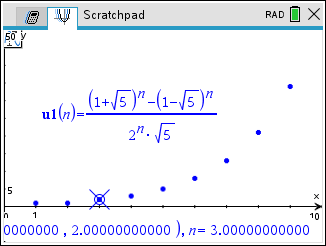 Scratchpad RAD
50 y
u1(n)=((1+√5)^n−(1−√5)^n)/(2^n·√5)
5
x
0 1 10
0000000 , 2.00000000000 ), n= 3.00000000000